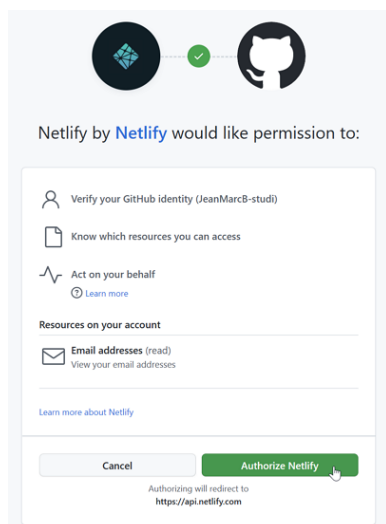 Netlify by Netlify would like permission to:
Verify your GitHub identity (JeanMarcB-studi)
Know which resources you can access
Act on your behalf
Learn more
Resources on your account
Email addresses (read)
View your email addresses
Learn more about Netlify
Cancel
Authorize Netlify
Authorizing will redirect to
https://api.netlify.com